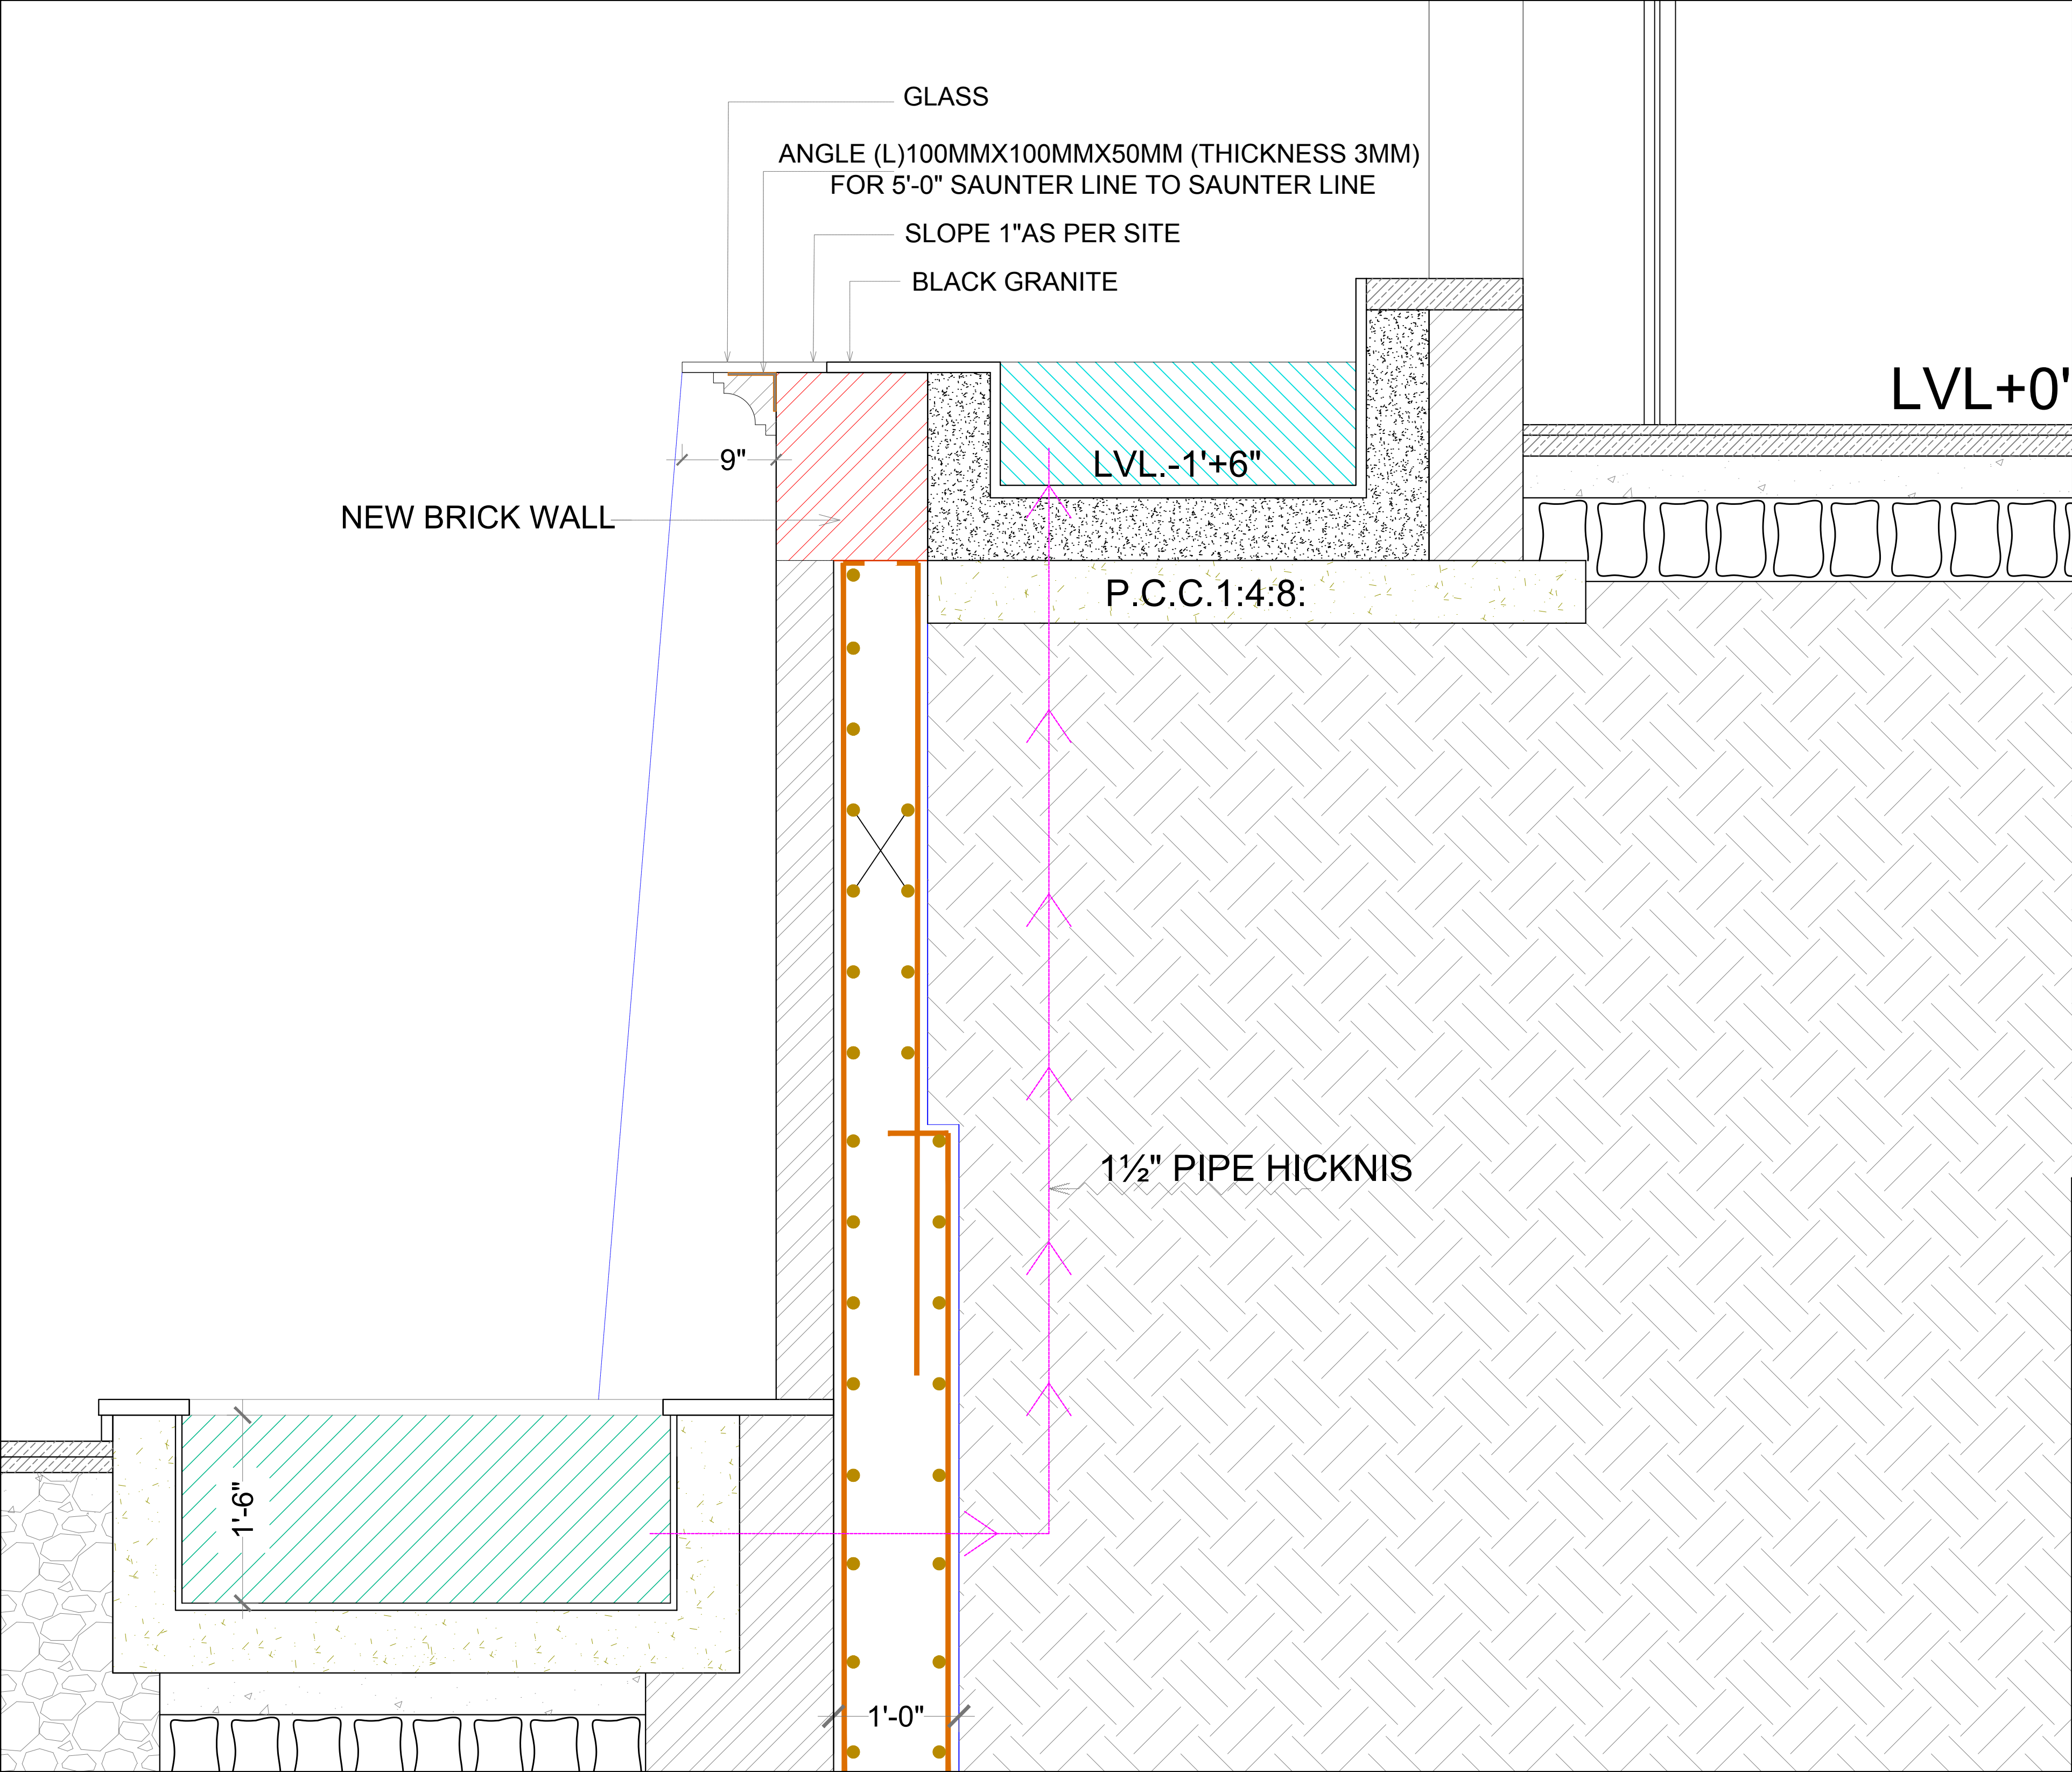 GLASS
ANGLE (L)100MMX100MMX50MM (THICKNESS 3MM)
FOR 5'-0" SAUNTER LINE TO SAUNTER LINE
SLOPE 1"AS PER SITE
BLACK GRANITE
LVL+0'
9"
LVL.-1'+6"
NEW BRICK WALL
P.C.C.1:4:8:
1½" PIPE HICKNIS
1'-6"
1'-0"